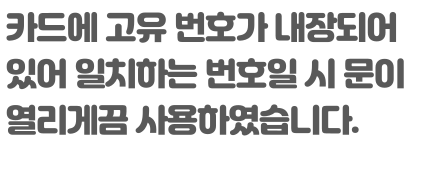 카드에 고유 번호가 내장되어
있어 일치하는 번호일 시 문이
열리게끔 사용하였습니다.